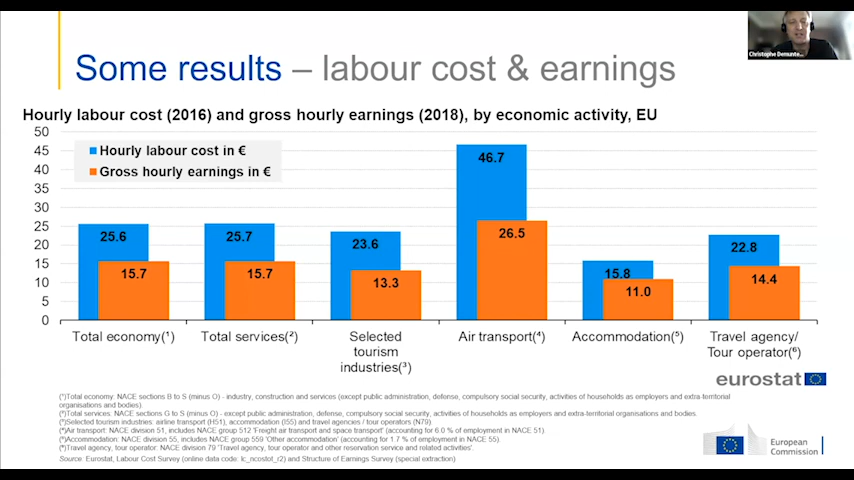 Christophe Demunte...
Some results – labour cost & earnings
Hourly labour cost (2016) and gross hourly earnings (2018), by economic activity, EU
50
45
40
35
30
25
20
15
10
5
0
Hourly labour cost in €
Gross hourly earnings in €
25.6
15.7
25.7
15.7
23.6
13.3
46.7
26.5
15.8
11.0
22.8
14.4
Total economy(¹)
Total services(²)
Selected
tourism
industries(³)
Air transport(⁴)
Accommodation(⁵)
Travel agency/
Tour operator(⁶)
eurostat
(¹)Total economy: NACE sections B to S (minus O) - industry, construction and services (except public administration, defense, compulsory social security, activities of households as employers and extra-territorial
organisations and bodies).
(²)Total services: NACE sections G to S (minus O) - except public administration, defense, compulsory social security, activities of households as employers and extra-territorial organisations and bodies.
(³)Selected tourism industries: airline transport (H51), accommodation (I55) and travel agencies / tour operators (N79).
(⁴)Air transport: NACE division 51, includes NACE group 512 'Freight air transport and space transport' (accounting for 6.0 % of employment in NACE 51).
(⁵)Accommodation: NACE division 55, includes NACE group 559 'Other accommodation' (accounting for 1.7 % of employment in NACE 55).
(⁶)Travel agency, tour operator: NACE division 79 'Travel agency, tour operator and other reservation service and related activities'.
Source: Eurostat, Labour Cost Survey (online data code: lc_ncostot_r2) and Structure of Earnings Survey (special extraction)
European
Commission